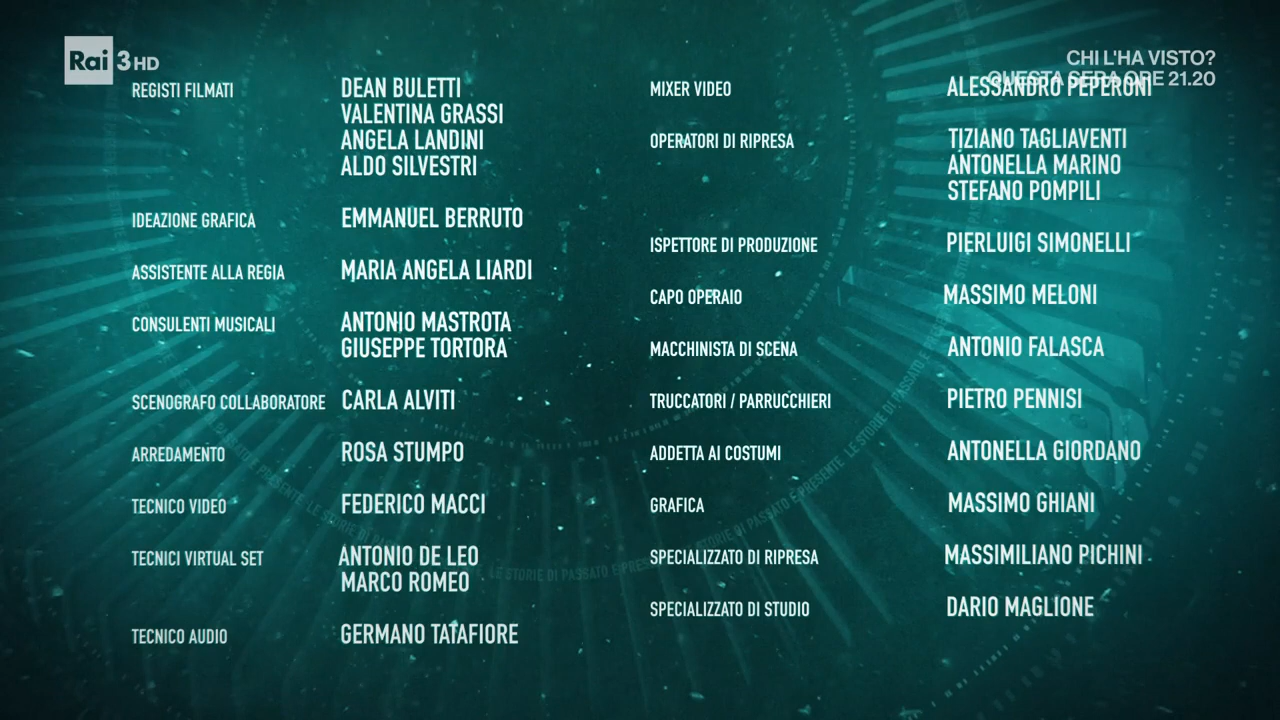 Rai 3 HD
CHI L'HA VISTO?
QUESTA SERA ORE 21.20
REGISTI FILMATI DEAN BULETTI
VALENTINA GRASSI
ANGELA LANDINI
ALDO SILVESTRI
IDEAZIONE GRAFICA EMMANUEL BERRUTO
ASSISTENTE ALLA REGIA MARIA ANGELA LIARDI
CONSULENTI MUSICALI ANTONIO MASTROTA
GIUSEPPE TORTORA
SCENOGRAFO COLLABORATORE CARLA ALVITI
ARREDAMENTO ROSA STUMPO
TECNICO VIDEO FEDERICO MACCI
TECNICI VIRTUAL SET ANTONIO DE LEO
MARCO ROMEO
TECNICO AUDIO GERMANO TATAFIORE
MIXER VIDEO ALESSANDRO PEPERONI
OPERATORI DI RIPRESA TIZIANO TAGLIAVENTI
ANTONELLA MARINO
STEFANO POMPILI
ISPETTORE DI PRODUZIONE PIERLUIGI SIMONELLI
CAPO OPERAIO MASSIMO MELONI
MACCHINISTA DI SCENA ANTONIO FALASCA
TRUCCATORI / PARRUCCHIERI PIETRO PENNISI
ADDETTA AI COSTUMI ANTONELLA GIORDANO
GRAFICA MASSIMO GHIANI
SPECIALIZZATO DI RIPRESA MASSIMILIANO PICHINI
SPECIALIZZATO DI STUDIO DARIO MAGLIONE
LE STORIE DI PASSATO E PRESENTE